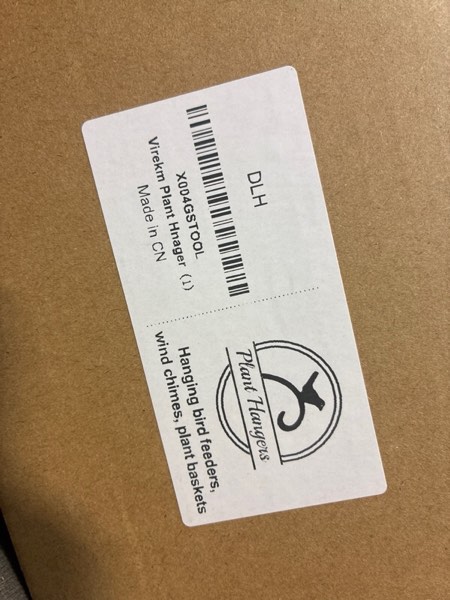 DLH
X004GSTOOL
Virekm Plant Hnager (1)
Made in CN
Plant Hangers
Hanging bird feeders,
wind chimes, plant baskets